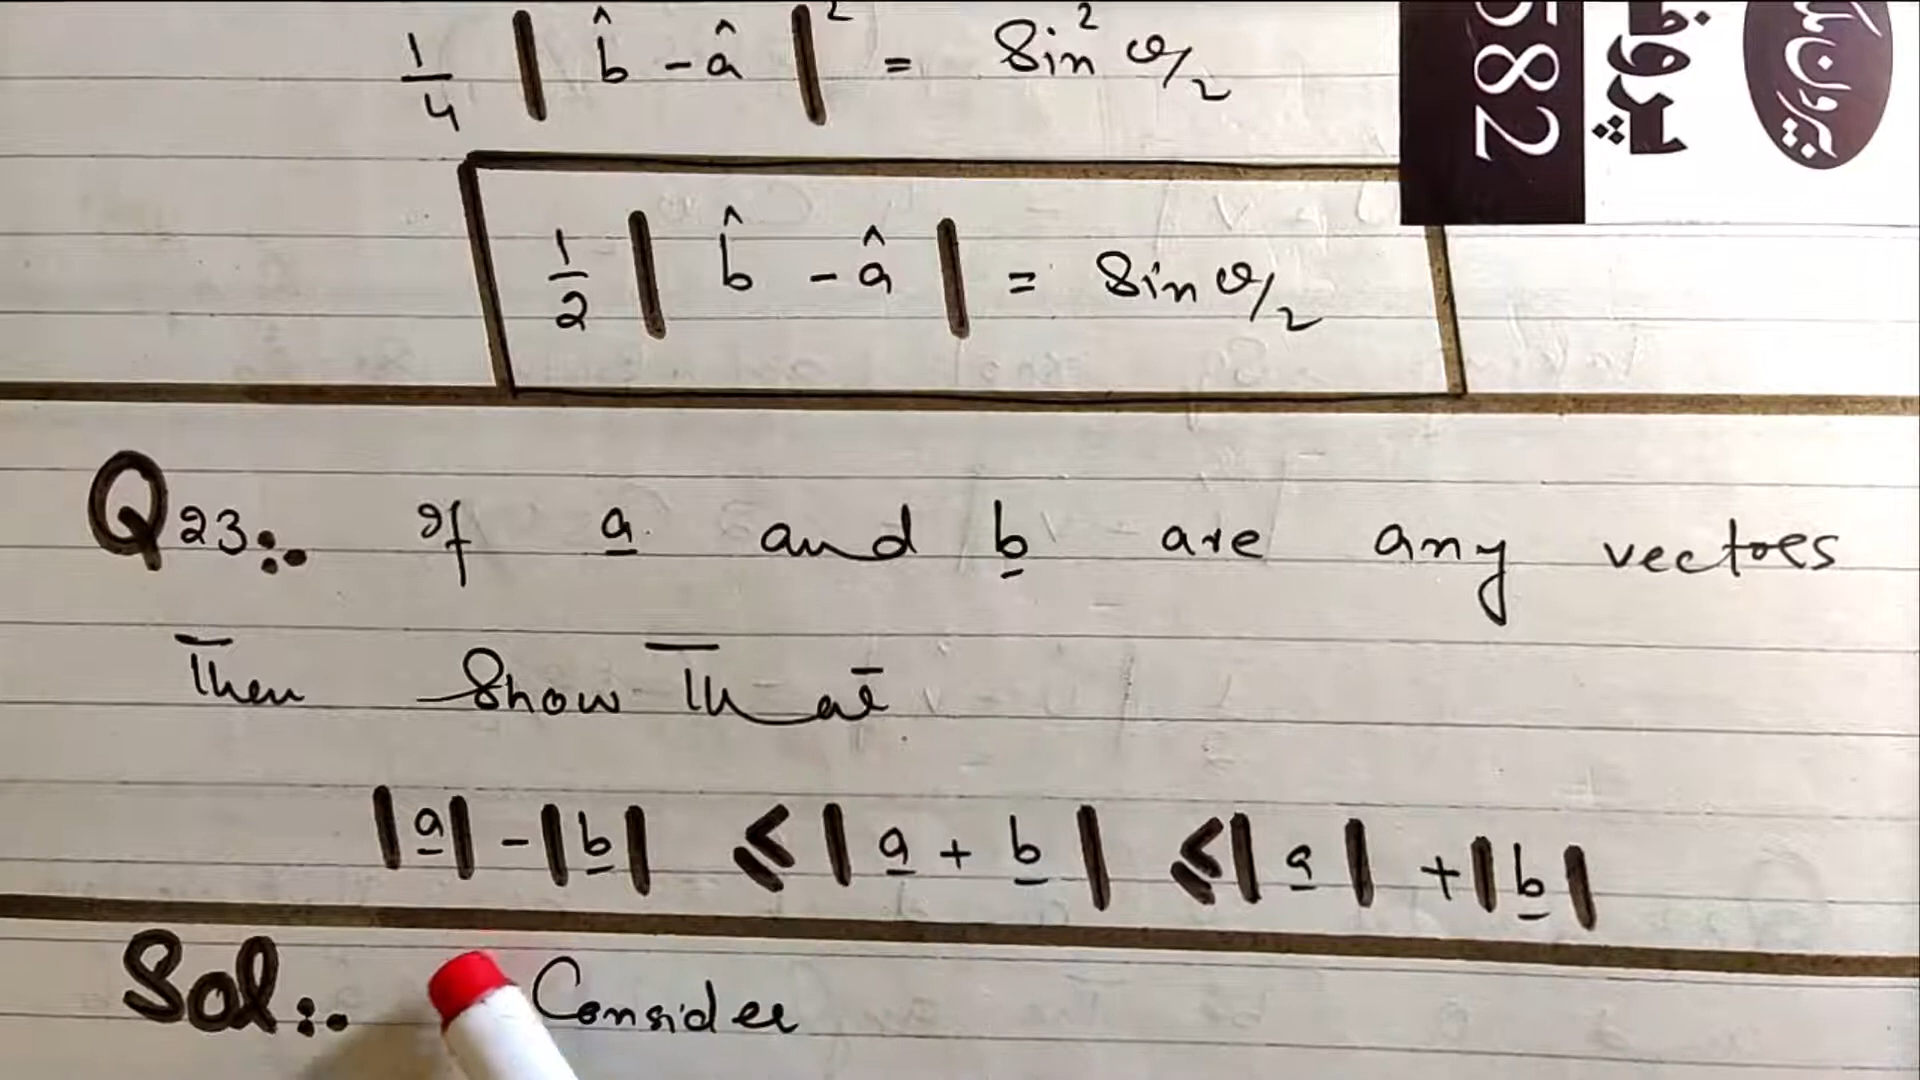 1/4 | b̂ - â |² = Sin² θ/2
1/2 | b̂ - â | = Sin θ/2
Q23:. If a and b are any vectors
Then Show That
|a| - |b| ≤ | a + b | ≤ | a | + | b |
Sol:. Consider
582